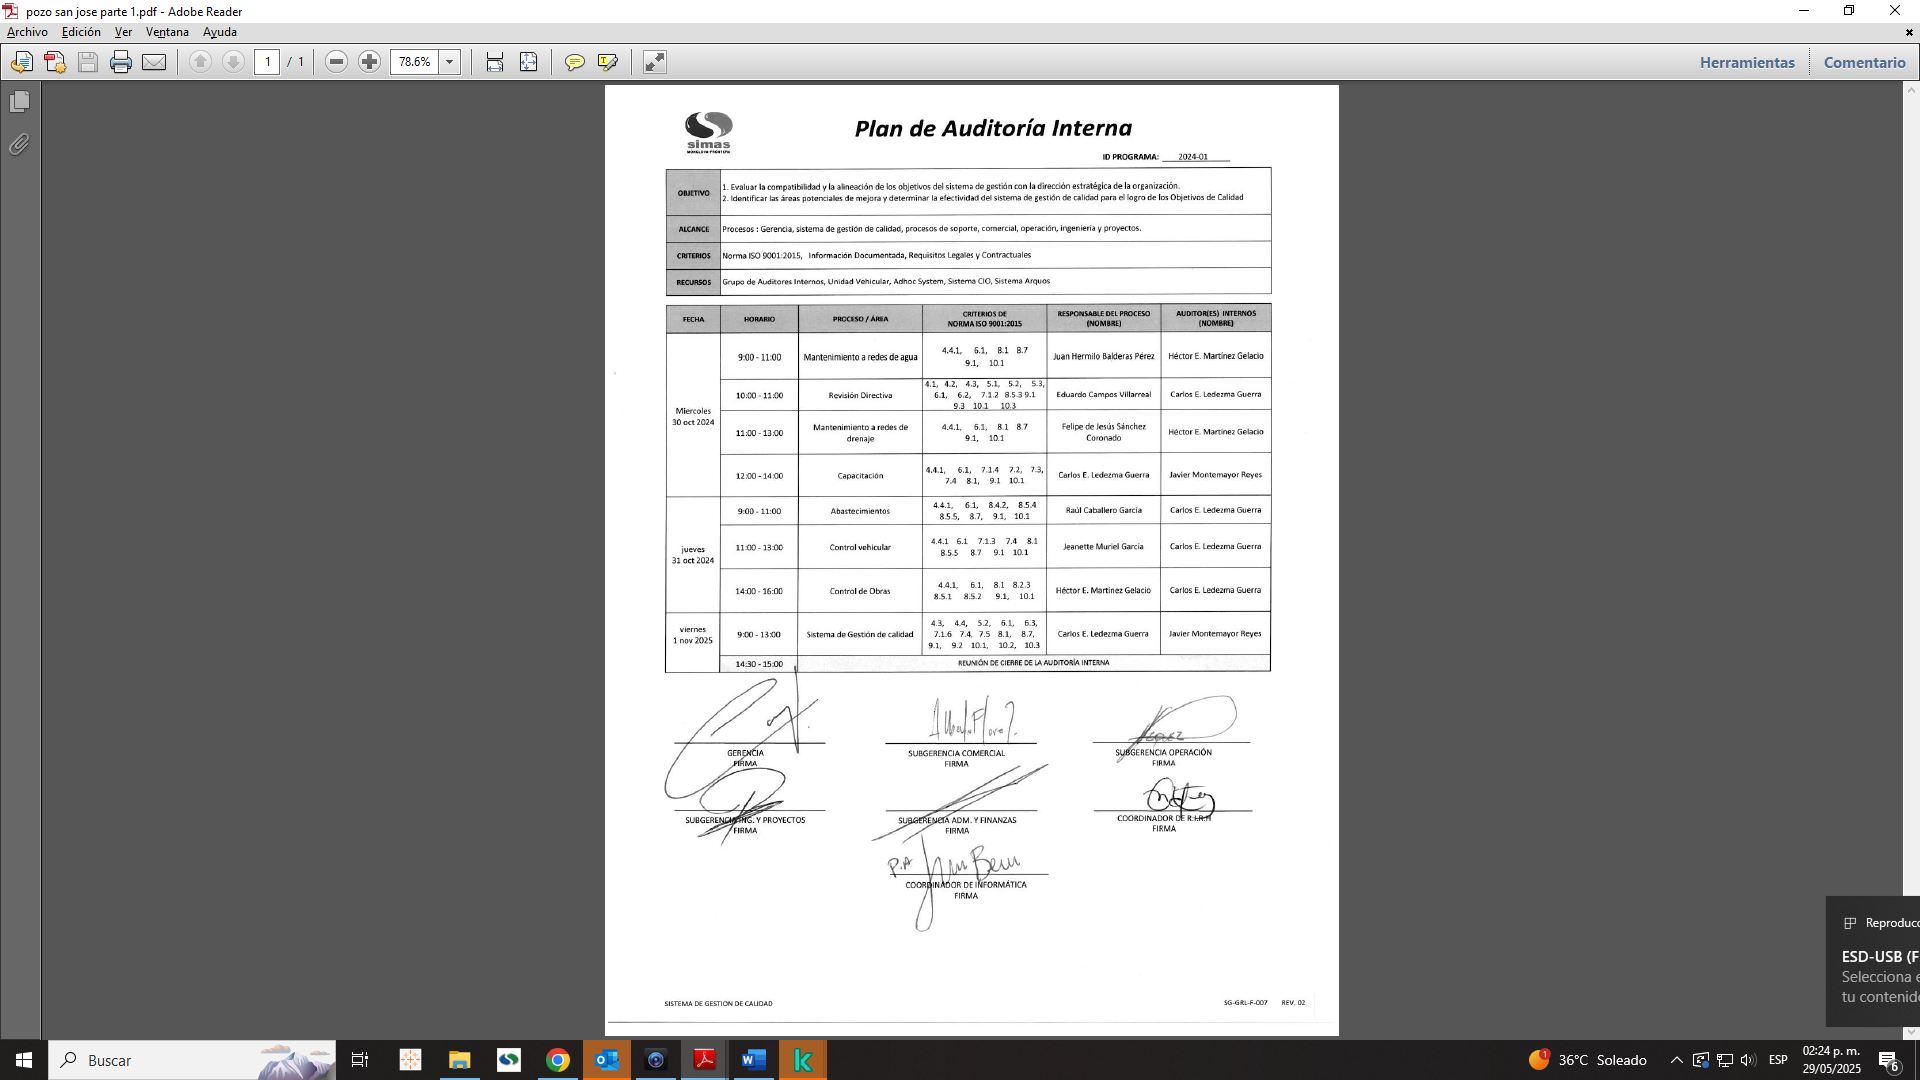 pozo san jose parte 1.pdf - Adobe Reader
Archivo Edición Ver Ventana Ayuda
1 / 1 78.6% Herramientas Comentario
simas
MONCLOVA-FRONTERA
Plan de Auditoría Interna
ID PROGRAMA: 2024-01
OBJETIVO
1. Evaluar la compatibilidad y la alineación de los objetivos del sistema de gestión con la dirección estratégica de la organización.
2. Identificar las áreas potenciales de mejora y determinar la efectividad del sistema de gestión de calidad para el logro de los Objetivos de Calidad
ALCANCE Procesos : Gerencia, sistema de gestión de calidad, procesos de soporte, comercial, operación, ingeniería y proyectos.
CRITERIOS Norma ISO 9001:2015, Información Documentada, Requisitos Legales y Contractuales
RECURSOS Grupo de Auditores Internos, Unidad Vehicular, Adhoc System, Sistema CIO, Sistema Arquos
FECHA HORARIO PROCESO / ÁREA CRITERIOS DE NORMA ISO 9001:2015 RESPONSABLE DEL PROCESO (NOMBRE) AUDITOR(ES) INTERNOS (NOMBRE)
Miercoles
30 oct 2024
9:00 - 11:00 Mantenimiento a redes de agua 4.4.1, 6.1, 8.1 8.7 9.1, 10.1 Juan Hermilo Balderas Pérez Héctor E. Martínez Gelacio
10:00 - 11:00 Revisión Directiva 4.1, 4.2, 4.3, 5.1, 5.2, 5.3, 6.1, 6.2, 7.1.2 8.5.3 9.1 9.3 10.1 10.3 Eduardo Campos Villarreal Carlos E. Ledezma Guerra
11:00 - 13:00 Mantenimiento a redes de drenaje 4.4.1, 6.1, 8.1 8.7 9.1, 10.1 Felipe de Jesús Sánchez Coronado Héctor E. Martínez Gelacio
12:00 - 14:00 Capacitación 4.4.1, 6.1, 7.1.4 7.2, 7.3, 7.4 8.1, 9.1 10.1 Carlos E. Ledezma Guerra Javier Montemayor Reyes
jueves
31 oct 2024
9:00 - 11:00 Abastecimientos 4.4.1, 6.1, 8.4.2, 8.5.4 8.5.5, 8.7, 9.1, 10.1 Raúl Caballero García Carlos E. Ledezma Guerra
11:00 - 13:00 Control vehicular 4.4.1 6.1 7.1.3 7.4 8.1 8.5.5 8.7 9.1 10.1 Jeanette Muriel García Carlos E. Ledezma Guerra
14:00 - 16:00 Control de Obras 4.4.1, 6.1, 8.1 8.2.3 8.5.1 8.5.2 9.1, 10.1 Héctor E. Martínez Gelacio Carlos E. Ledezma Guerra
viernes
1 nov 2025
9:00 - 13:00 Sistema de Gestión de calidad 4.3, 4.4, 5.2, 6.1, 6.3, 7.1.6 7.4, 7.5 8.1, 8.7, 9.1, 9.2 10.1, 10.2, 10.3 Carlos E. Ledezma Guerra Javier Montemayor Reyes
14:30 - 15:00 REUNIÓN DE CIERRE DE LA AUDITORÍA INTERNA
GERENCIA
FIRMA
SUBGERENCIA COMERCIAL
FIRMA
SUBGERENCIA OPERACIÓN
FIRMA
SUBGERENCIA ING. Y PROYECTOS
FIRMA
SUBGERENCIA ADM. Y FINANZAS
FIRMA
COORDINADOR DE R.I.R.H
FIRMA
P.A
COORDINADOR DE INFORMÁTICA
FIRMA
SISTEMA DE GESTION DE CALIDAD SG-GRL-F-007 REV. 02
Reproducc
ESD-USB (F
Selecciona e
tu contenid
Buscar
36°C Soleado
ESP
02:24 p. m.
29/05/2025
6